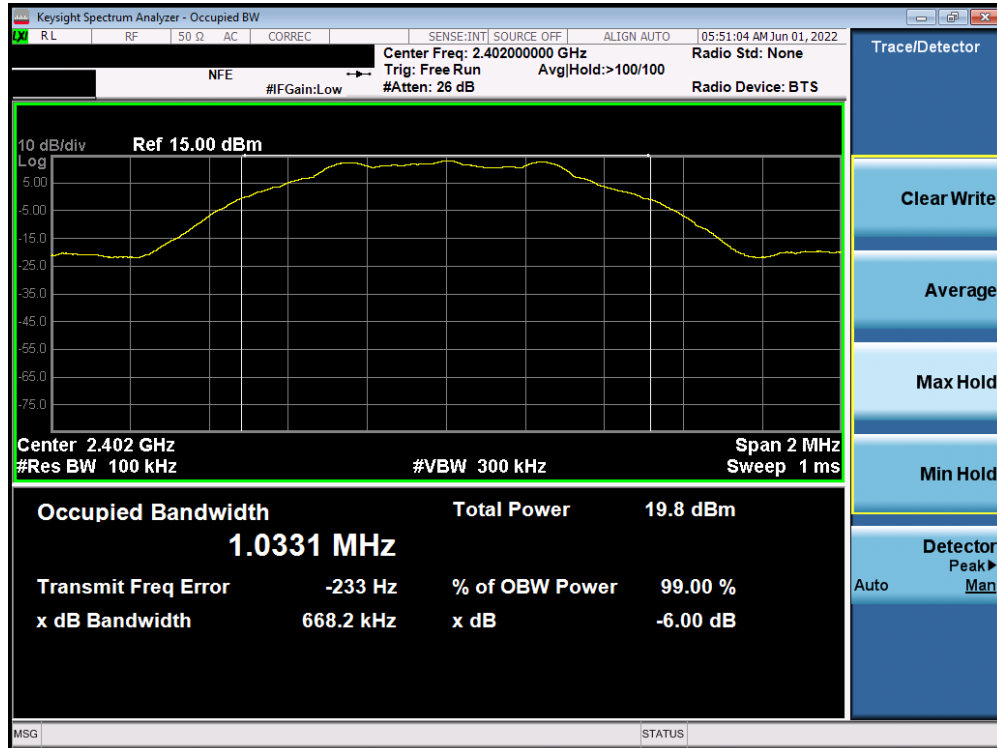 Keysight Spectrum Analyzer - Occupied BW
LXI RL RF 50 Ω AC CORREC SENSE:INT SOURCE OFF ALIGN AUTO 05:51:04 AM Jun 01, 2022
Center Freq: 2.402000000 GHz Radio Std: None
NFE Trig: Free Run Avg|Hold:>100/100
#IFGain:Low #Atten: 26 dB Radio Device: BTS
10 dB/div Ref 15.00 dBm
Log
5.00
-5.00
-15.0
-25.0
-35.0
-45.0
-55.0
-65.0
-75.0
Center 2.402 GHz Span 2 MHz
#Res BW 100 kHz #VBW 300 kHz Sweep 1 ms
Occupied Bandwidth Total Power 19.8 dBm
1.0331 MHz
Transmit Freq Error -233 Hz % of OBW Power 99.00 %
x dB Bandwidth 668.2 kHz x dB -6.00 dB
MSG STATUS
Trace/Detector
Clear Write
Average
Max Hold
Min Hold
Detector
Peak▶
Auto Man